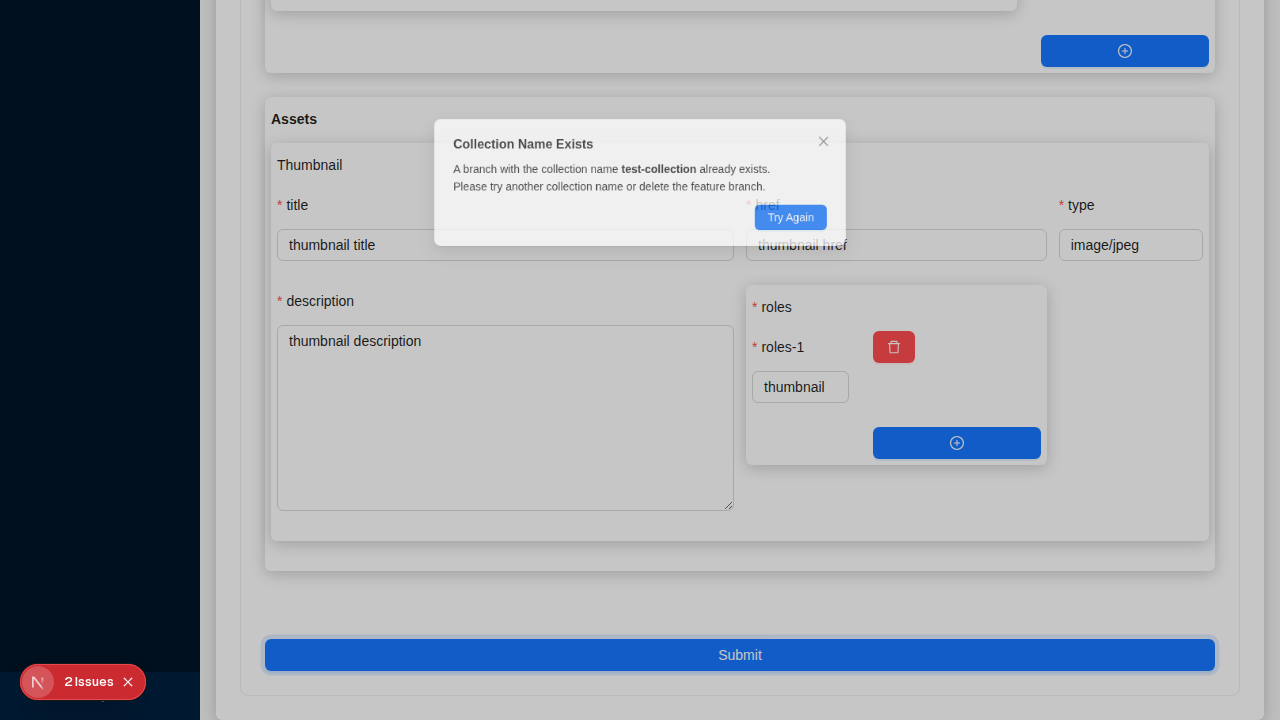 Assets
Collection Name Exists
A branch with the collection name test-collection already exists.
Please try another collection name or delete the feature branch.
Try Again
Thumbnail
* title
* href
* type
thumbnail title
thumbnail href
image/jpeg
* description
thumbnail description
* roles
* roles-1
thumbnail
Submit
N 2 Issues